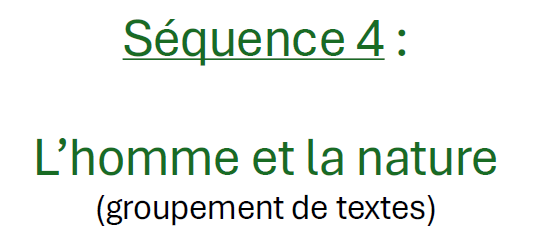 Séquence 4 :
L’homme et la nature
(groupement de textes)